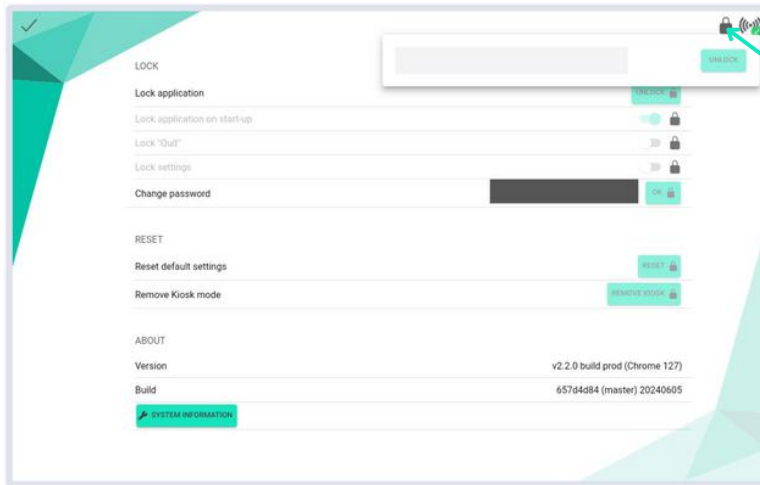 UNLOCK
LOCK
Lock application UNLOCK
Lock application on start-up
Lock "Quit"
Lock settings
Change password OK
RESET
Reset default settings RESET
Remove Kiosk mode REMOVE KIOSK
ABOUT
Version v2.2.0 build prod (Chrome 127)
Build 657d4d84 (master) 20240605
SYSTEM INFORMATION